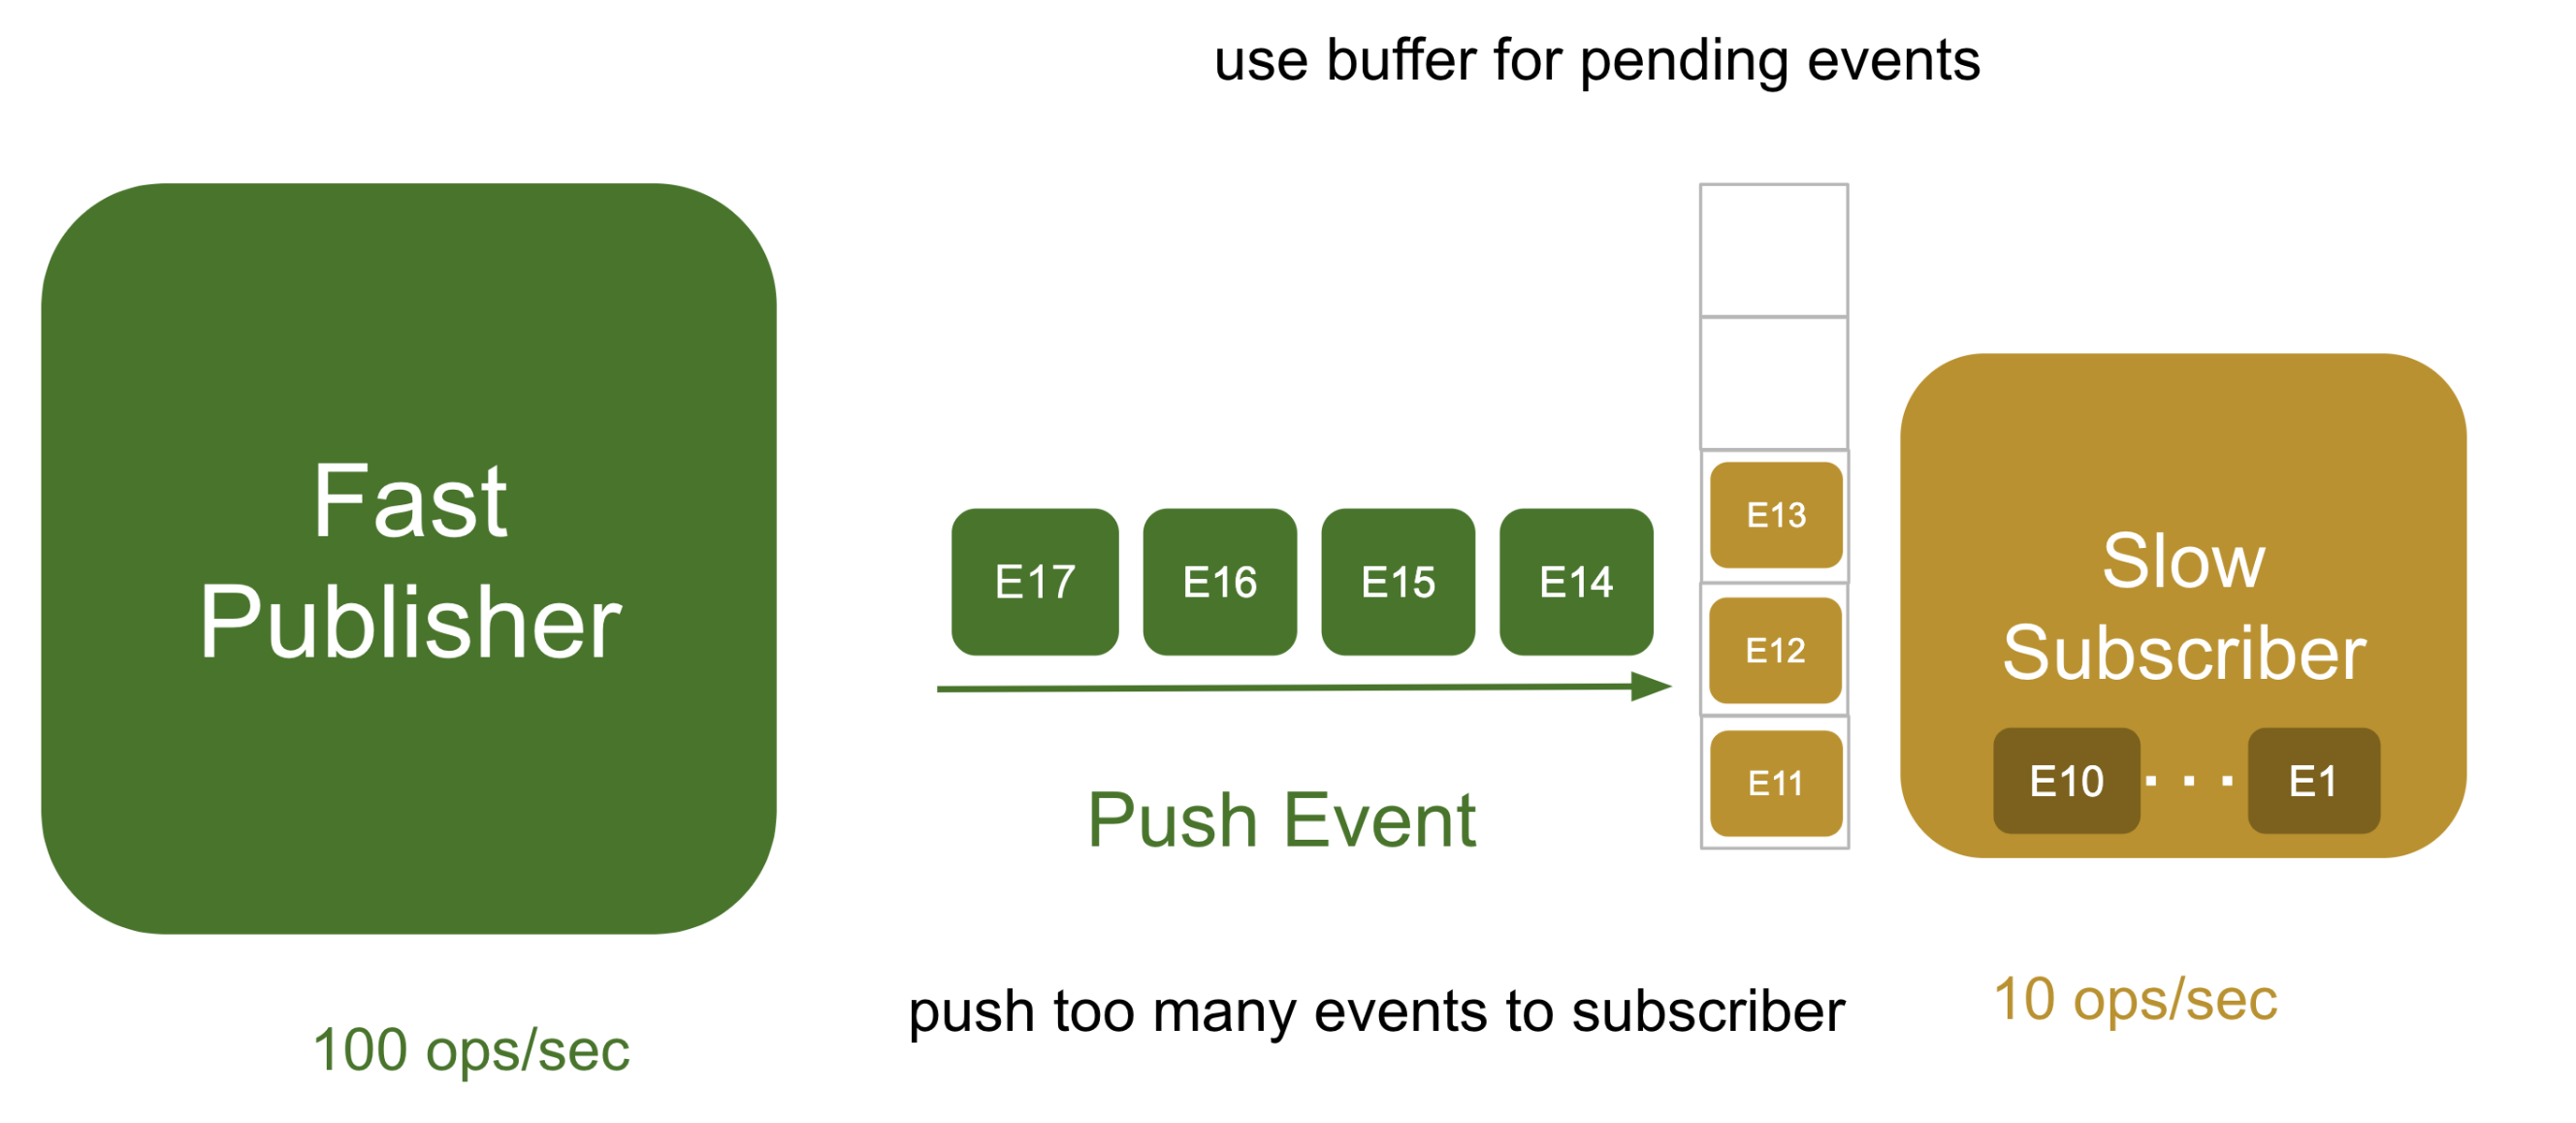 use buffer for pending events
Fast
Publisher
E17 E16 E15 E14
E13
E12
E11
Slow
Subscriber
E10 . . . E1
Push Event
push too many events to subscriber
100 ops/sec
10 ops/sec